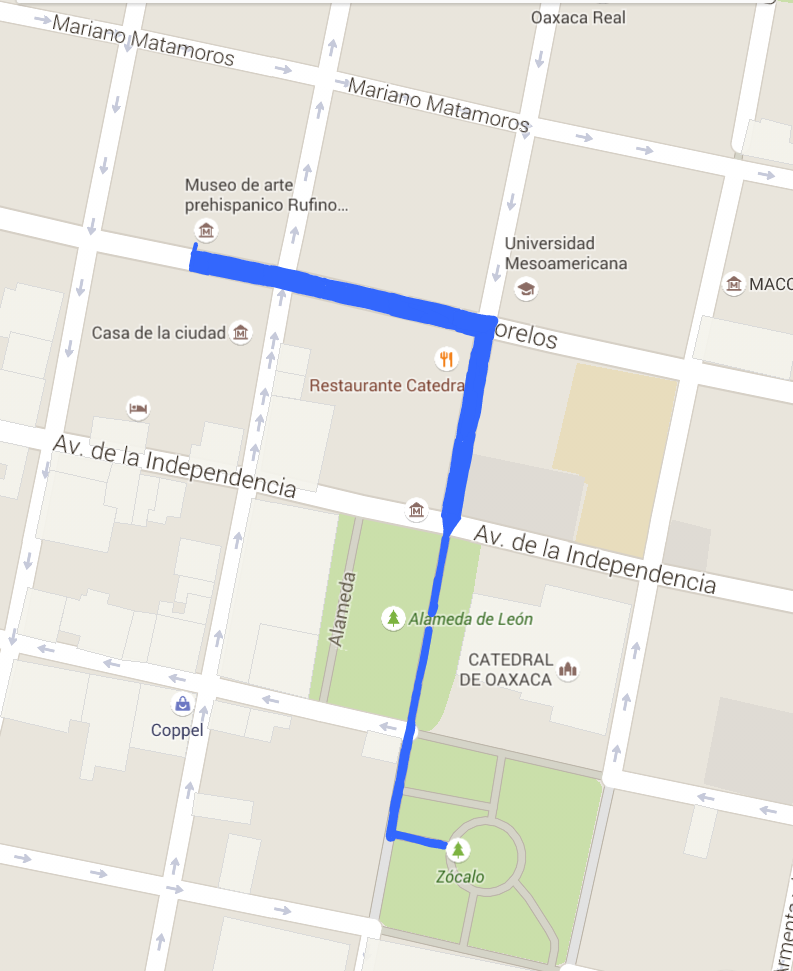 Oaxaca Real
Mariano Matamoros
Mariano Matamoros
Museo de arte
prehispanico Rufino...
Universidad
Mesoamericana
MACO
orelos
Casa de la ciudad
Restaurante Catedra
Av. de la Independencia
Av. de la Independencia
Alameda
Alameda de León
CATEDRAL
DE OAXACA
Coppel
Zócalo